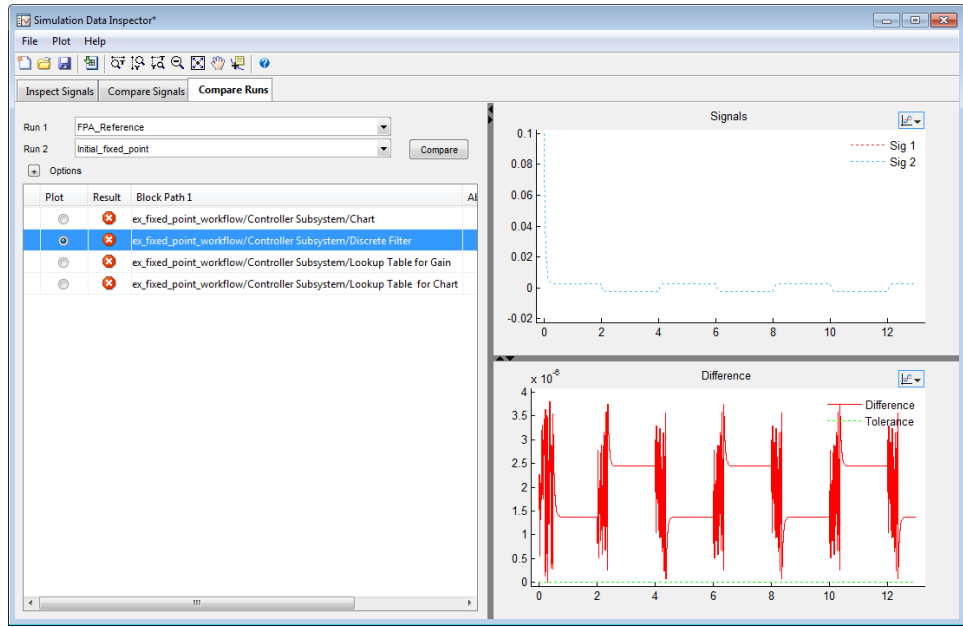 Simulation Data Inspector*
File Plot Help
Inspect Signals Compare Signals Compare Runs
Run 1 FPA_Reference
Run 2 Initial_fixed_point Compare
+ Options
Plot Result Block Path 1
ex_fixed_point_workflow/Controller Subsystem/Chart
ex_fixed_point_workflow/Controller Subsystem/Discrete Filter
ex_fixed_point_workflow/Controller Subsystem/Lookup Table for Gain
ex_fixed_point_workflow/Controller Subsystem/Lookup Table for Chart
Signals
Sig 1
Sig 2
0.1
0.08
0.06
0.04
0.02
0
-0.02
0 2 4 6 8 10 12
Difference
x 10-6
Difference
Tolerance
4
3.5
3
2.5
2
1.5
1
0.5
0
0 2 4 6 8 10 12